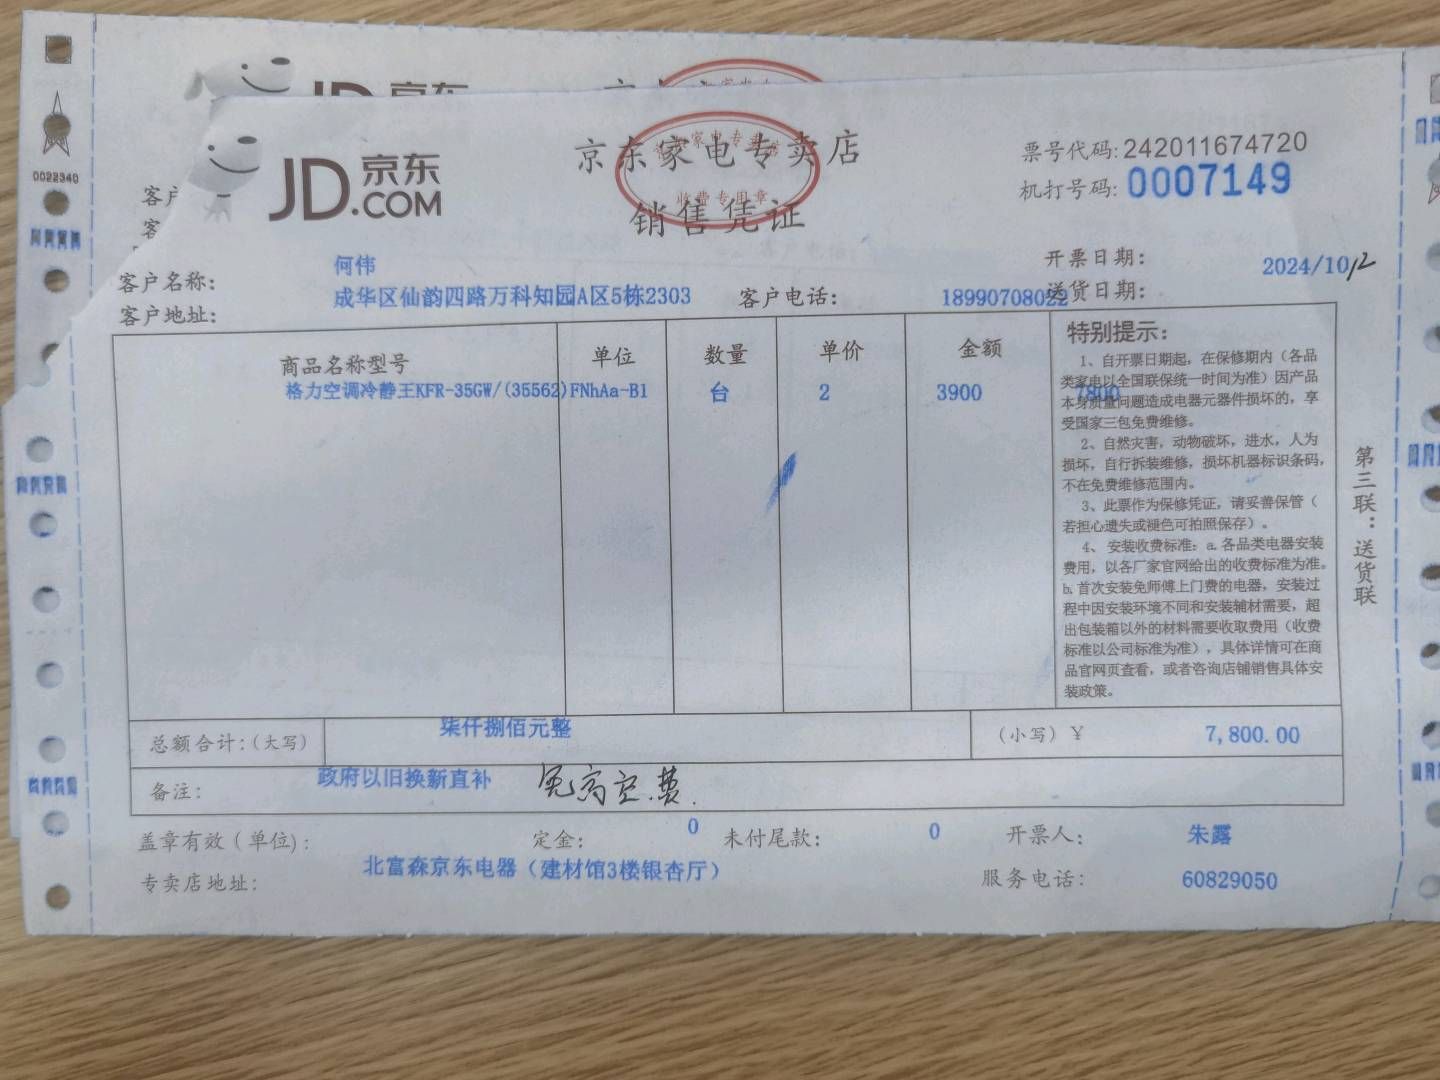 JD 京东
0022340
客户
客
JD.COM 京东
京东家电专卖店
收费专用章
销售凭证
票号代码:242011674720
机打号码:0007149
客户名称: 何伟
开票日期: 2024/10/12
客户地址: 成华区仙韵四路万科知园A区5栋2303 客户电话: 18990708022 送货日期:
商品名称型号 单位 数量 单价 金额
格力空调冷静王KFR-35GW/(35562)FNhAa-B1 台 2 3900 7800
特别提示:
1、自开票日期起,在保修期内(各品
类家电以全国联保统一时间为准)因产品
本身质量问题造成电器元器件损坏的,享
受国家三包免费维修。
2、自然灾害,动物破坏,进水,人为
损坏,自行拆装维修,损坏机器标识条码,
不在免费维修范围内。
3、此票作为保修凭证,请妥善保管(
若担心遗失或褪色可拍照保存)。
4、安装收费标准: a.各品类电器安装
费用,以各厂家官网给出的收费标准为准。
b.首次安装免师傅上门费的电器,安装过
程中因安装环境不同和安装辅材需要,超
出包装箱以外的材料需要收取费用(收费
标准以公司标准为准),具体详情可在商
品官网页查看,或者咨询店铺销售具体安
装政策。
第三联:送货联
总额合计:(大写) 柒仟捌佰元整 (小写)¥ 7,800.00
备注: 政府以旧换新直补 免高空费.
盖章有效(单位): 定金: 0 未付尾款: 0 开票人: 朱露
专卖店地址: 北富森京东电器(建材馆3楼银杏厅) 服务电话: 60829050